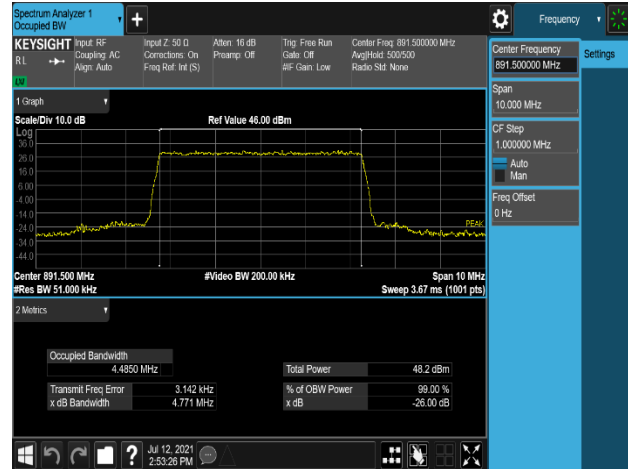 Spectrum Analyzer 1
Occupied BW
+
Frequency
KEYSIGHT
R L
Input: RF
Coupling: AC
Align: Auto
Input Z: 50 Ω
Corrections: On
Freq Ref: Int (S)
Atten: 16 dB
Preamp: Off
Trig: Free Run
Gate: Off
#IF Gain: Low
Center Freq: 891.500000 MHz
Avg|Hold: 500/500
Radio Std: None
Center Frequency
891.500000 MHz
Settings
Span
10.000 MHz
CF Step
1.000000 MHz
Auto
Man
Freq Offset
0 Hz
1 Graph
Scale/Div 10.0 dB
Ref Value 46.00 dBm
Log
36.0
26.0
16.0
6.00
-4.00
-14.0
-24.0
-34.0
-44.0
PEAK
Center 891.500 MHz
#Video BW 200.00 kHz
Span 10 MHz
#Res BW 51.000 kHz
Sweep 3.67 ms (1001 pts)
2 Metrics
Occupied Bandwidth
4.4850 MHz
Total Power 48.2 dBm
Transmit Freq Error 3.142 kHz
% of OBW Power 99.00 %
x dB Bandwidth 4.771 MHz
x dB -26.00 dB
?
Jul 12, 2021
2:53:26 PM